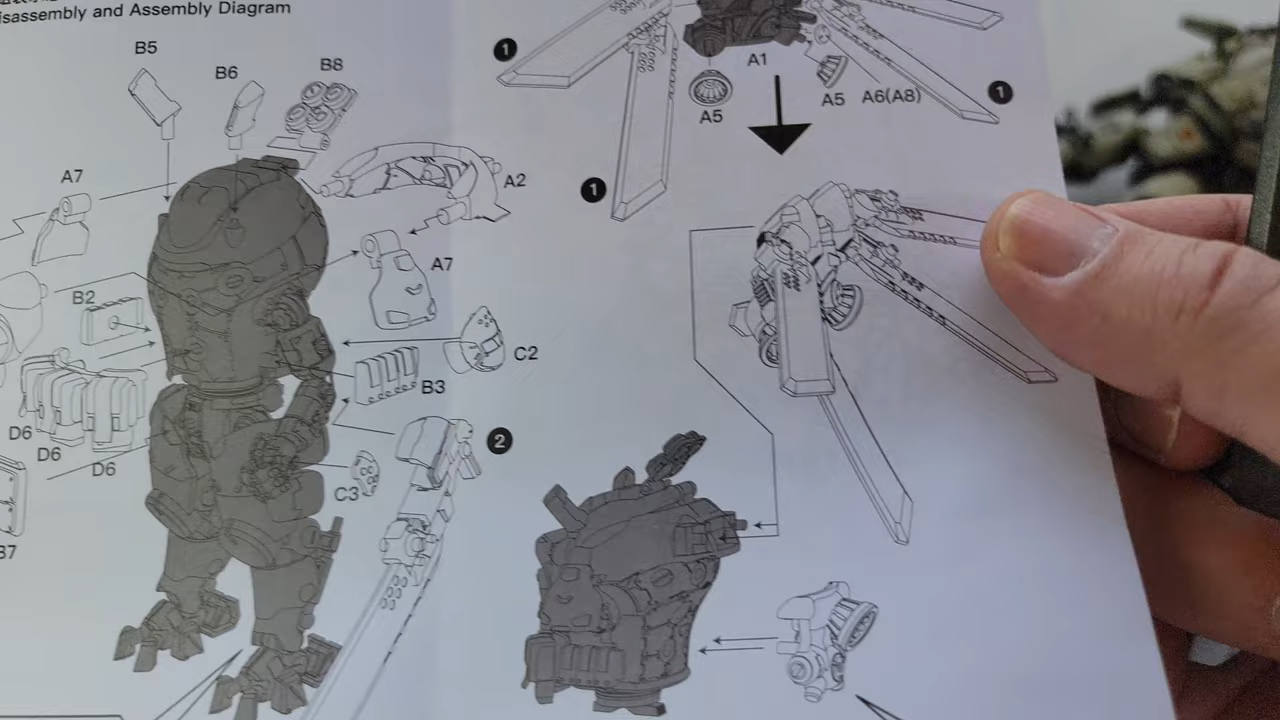 isassembly and Assembly Diagram
B5
B6
B8
A7
A2
A7
B2
C2
B3
D6
D6
D6
C3
B7
2
1
A1
A5
A5
A6(A8)
1
1